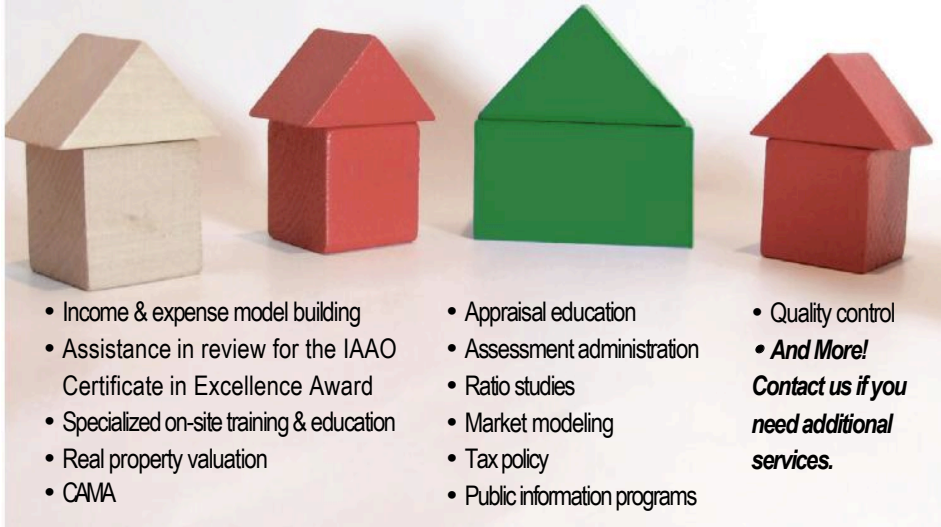 • Income & expense model building
• Assistance in review for the IAAO
Certificate in Excellence Award
• Specialized on-site training & education
• Real property valuation
• CAMA
• Appraisal education
• Assessment administration
• Ratio studies
• Market modeling
• Tax policy
• Public information programs
• Quality control
• And More!
Contact us if you
need additional
services.